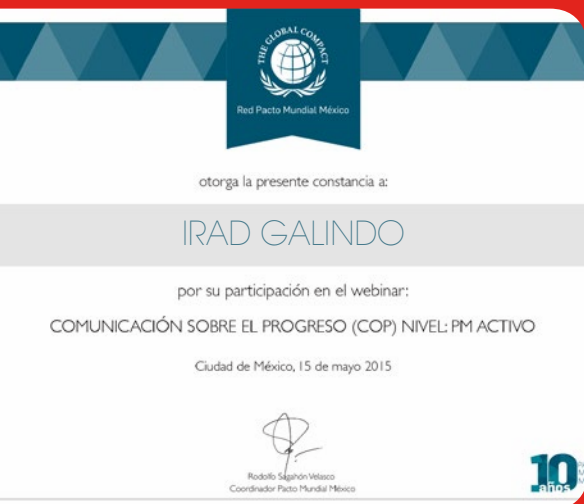 THE GLOBAL COMPACT
Red Pacto Mundial México
otorga la presente constancia a:
IRAD GALINDO
por su participación en el webinar:
COMUNICACIÓN SOBRE EL PROGRESO (COP) NIVEL: PM ACTIVO
Ciudad de México, 15 de mayo 2015
Rodolfo Sagahón Velasco
Coordinador Pacto Mundial México
10
años